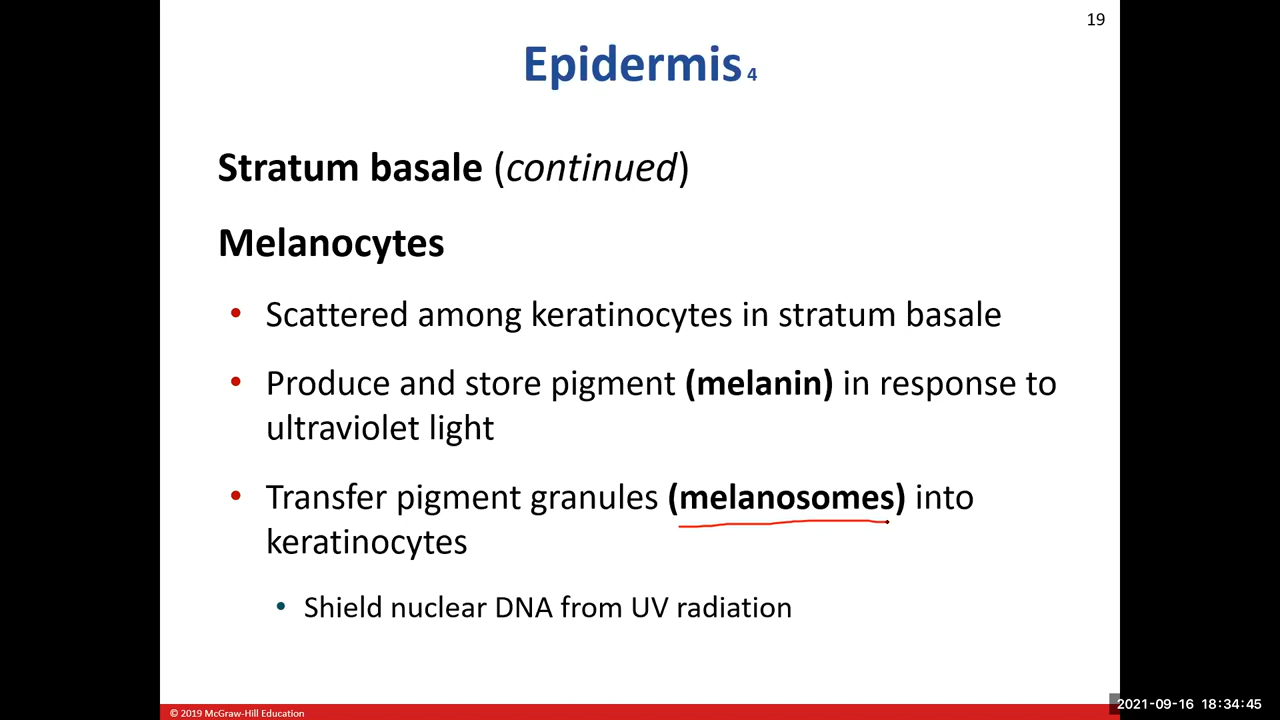 19
Epidermis 4
Stratum basale (continued)
Melanocytes
• Scattered among keratinocytes in stratum basale
• Produce and store pigment (melanin) in response to
ultraviolet light
• Transfer pigment granules (melanosomes) into
keratinocytes
• Shield nuclear DNA from UV radiation
© 2019 McGraw-Hill Education
2021-09-16 18:34:45